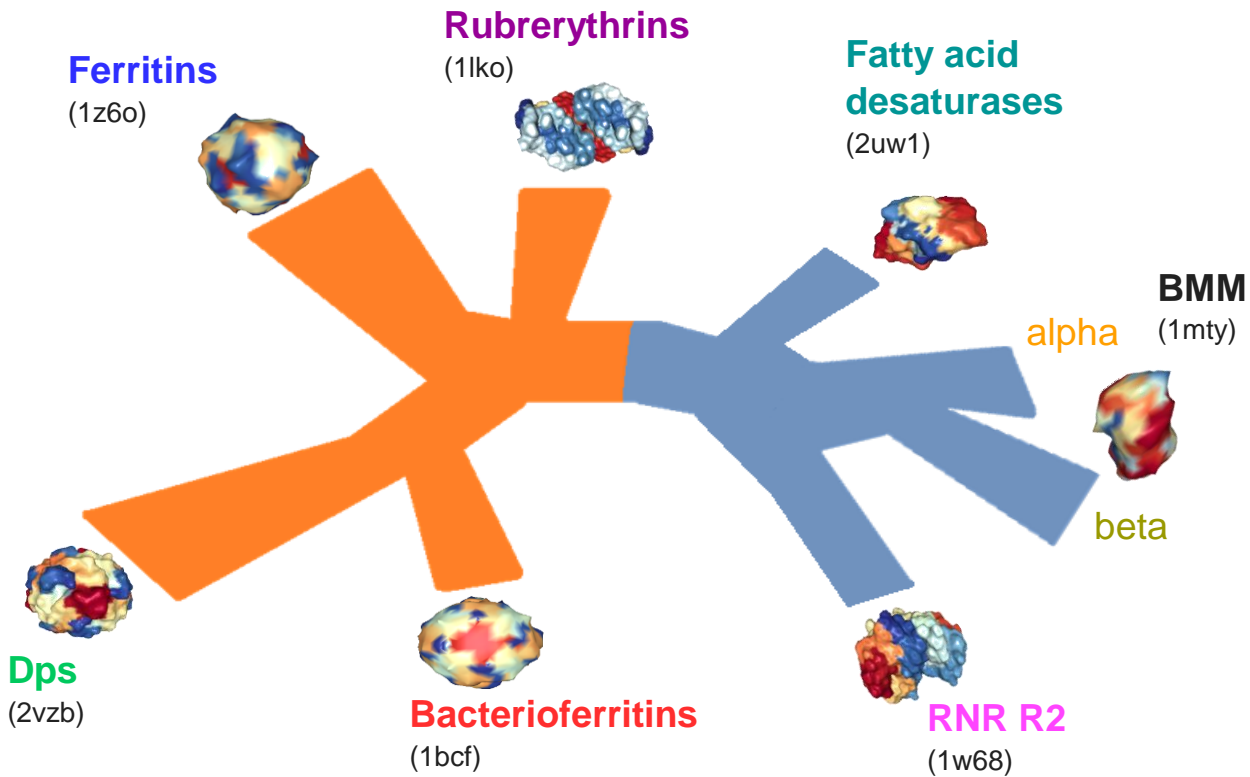 Rubrerythrins
(1lko)
Ferritins
(1z6o)
Fatty acid
desaturases
(2uw1)
BMM
(1mty)
alpha
beta
Dps
(2vzb)
Bacterioferritins
(1bcf)
RNR R2
(1w68)